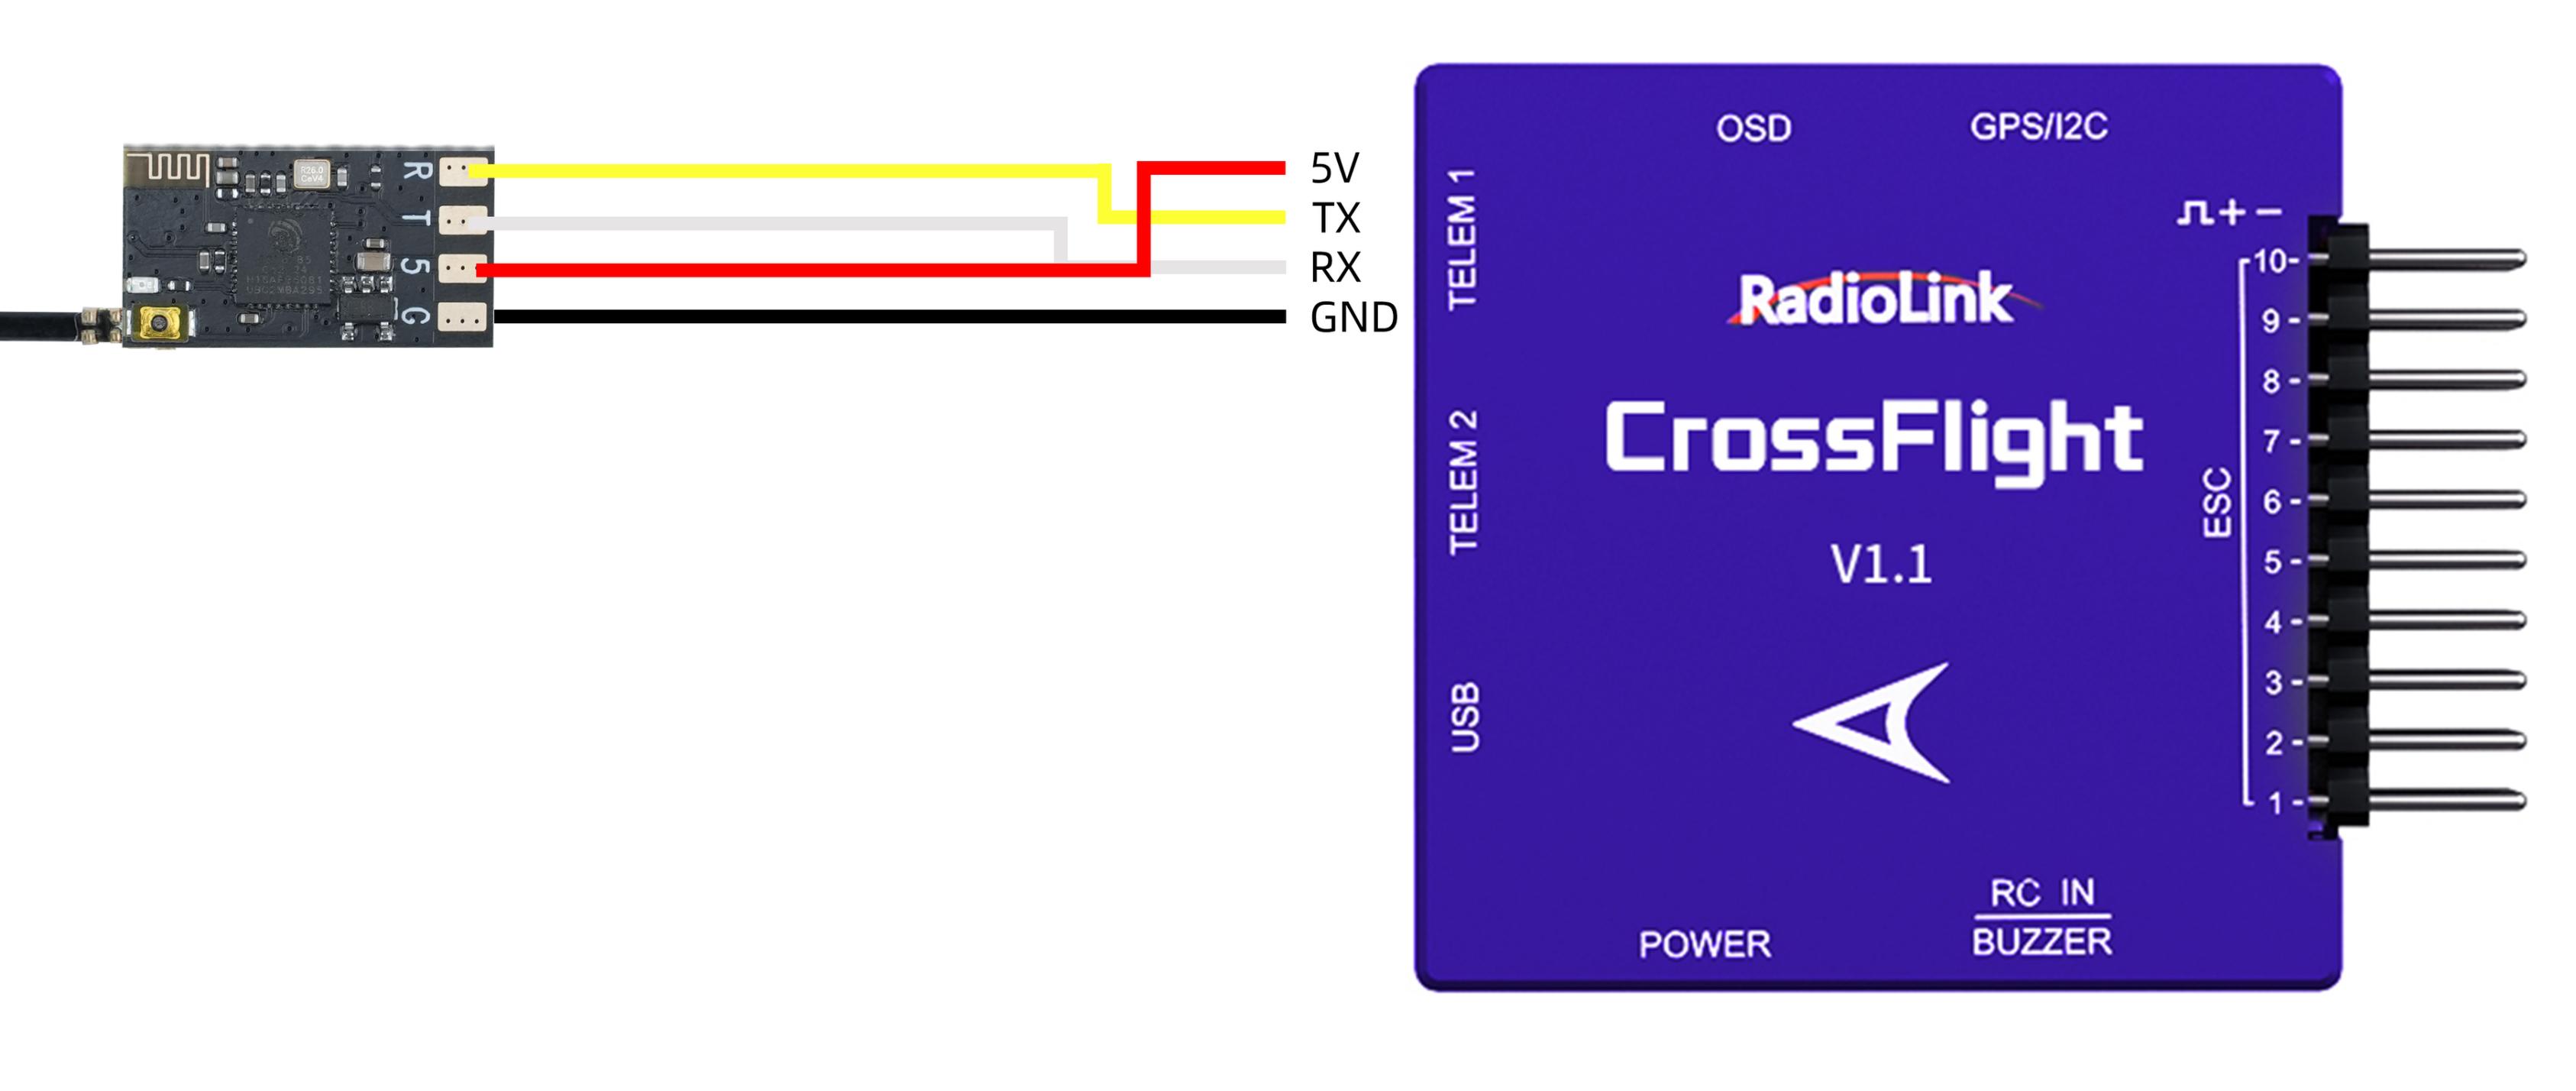 R
T
5
G
5V
TX
RX
GND
TELEM 1
TELEM 2
USB
OSD
GPS/I2C
RadioLink
CrossFlight
V1.1
POWER
RC IN
BUZZER
ESC
+ −
10-
9 -
8 -
7 -
6 -
5 -
4 -
3 -
2 -
1 -